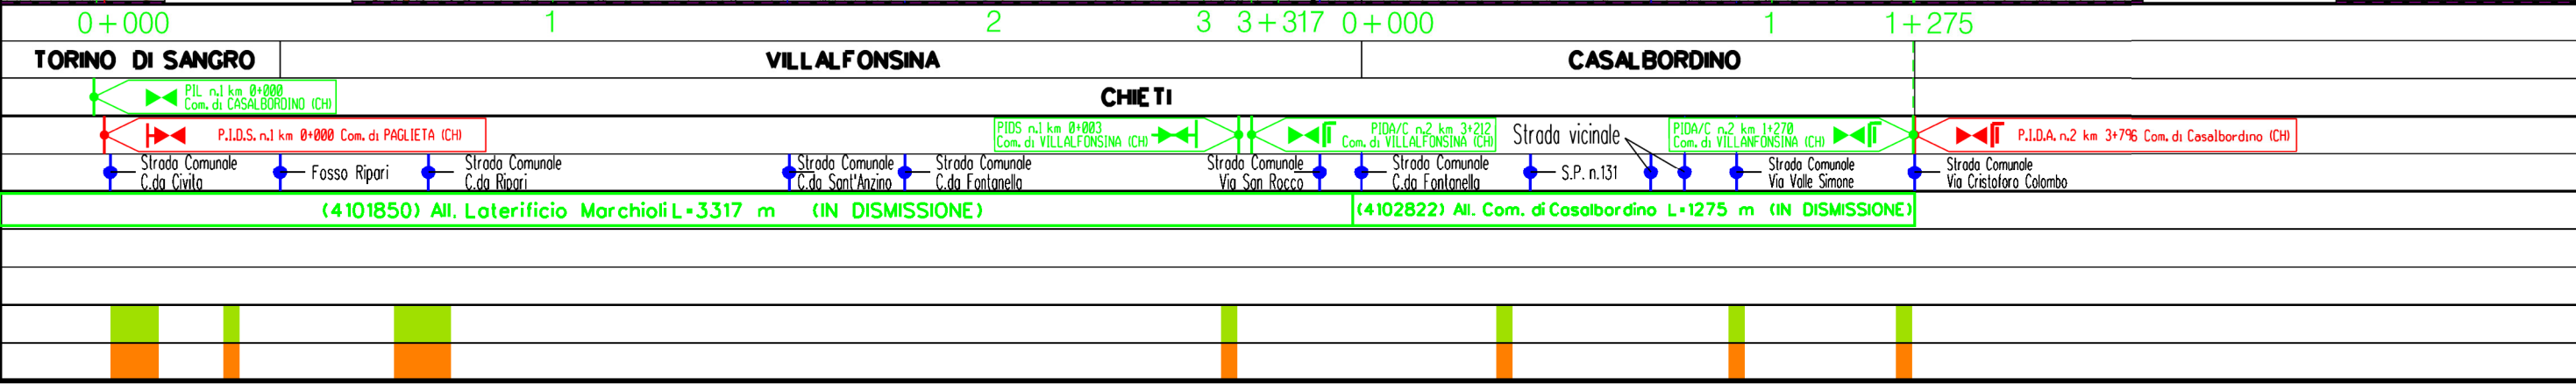 0+000 1 2 3 3+317 0+000 1 1+275
TORINO DI SANGRO VILLALFONSINA CASALBORDINO
PIL n.1 km 0+000
Com. di CASALBORDINO (CH)
CHIETI
P.I.D.S. n.1 km 0+000 Com. di PAGLIETA (CH)
PIDS n.1 km 0+003
Com. di VILLALFONSINA (CH)
PIDA/C n.2 km 3+212
Com. di VILLALFONSINA (CH)
Strada vicinale
PIDA/C n.2 km 1+270
Com. di VILLANFONSINA (CH)
P.I.D.A. n.2 km 3+796 Com. di Casalbordino (CH)
Strada Comunale
C.da Civita
Fosso Ripari
Strada Comunale
C.da Ripari
Strada Comunale
C.da Sant'Anzino
Strada Comunale
C.da Fontanella
Strada Comunale
Via San Rocco
Strada Comunale
C.da Fontanella
S.P. n.131
Strada Comunale
Via Valle Simone
Strada Comunale
Via Cristoforo Colombo
(4101850) All. Laterificio Marchioli L=3317 m (IN DISMISSIONE)
(4102822) All. Com. di Casalbordino L=1275 m (IN DISMISSIONE)